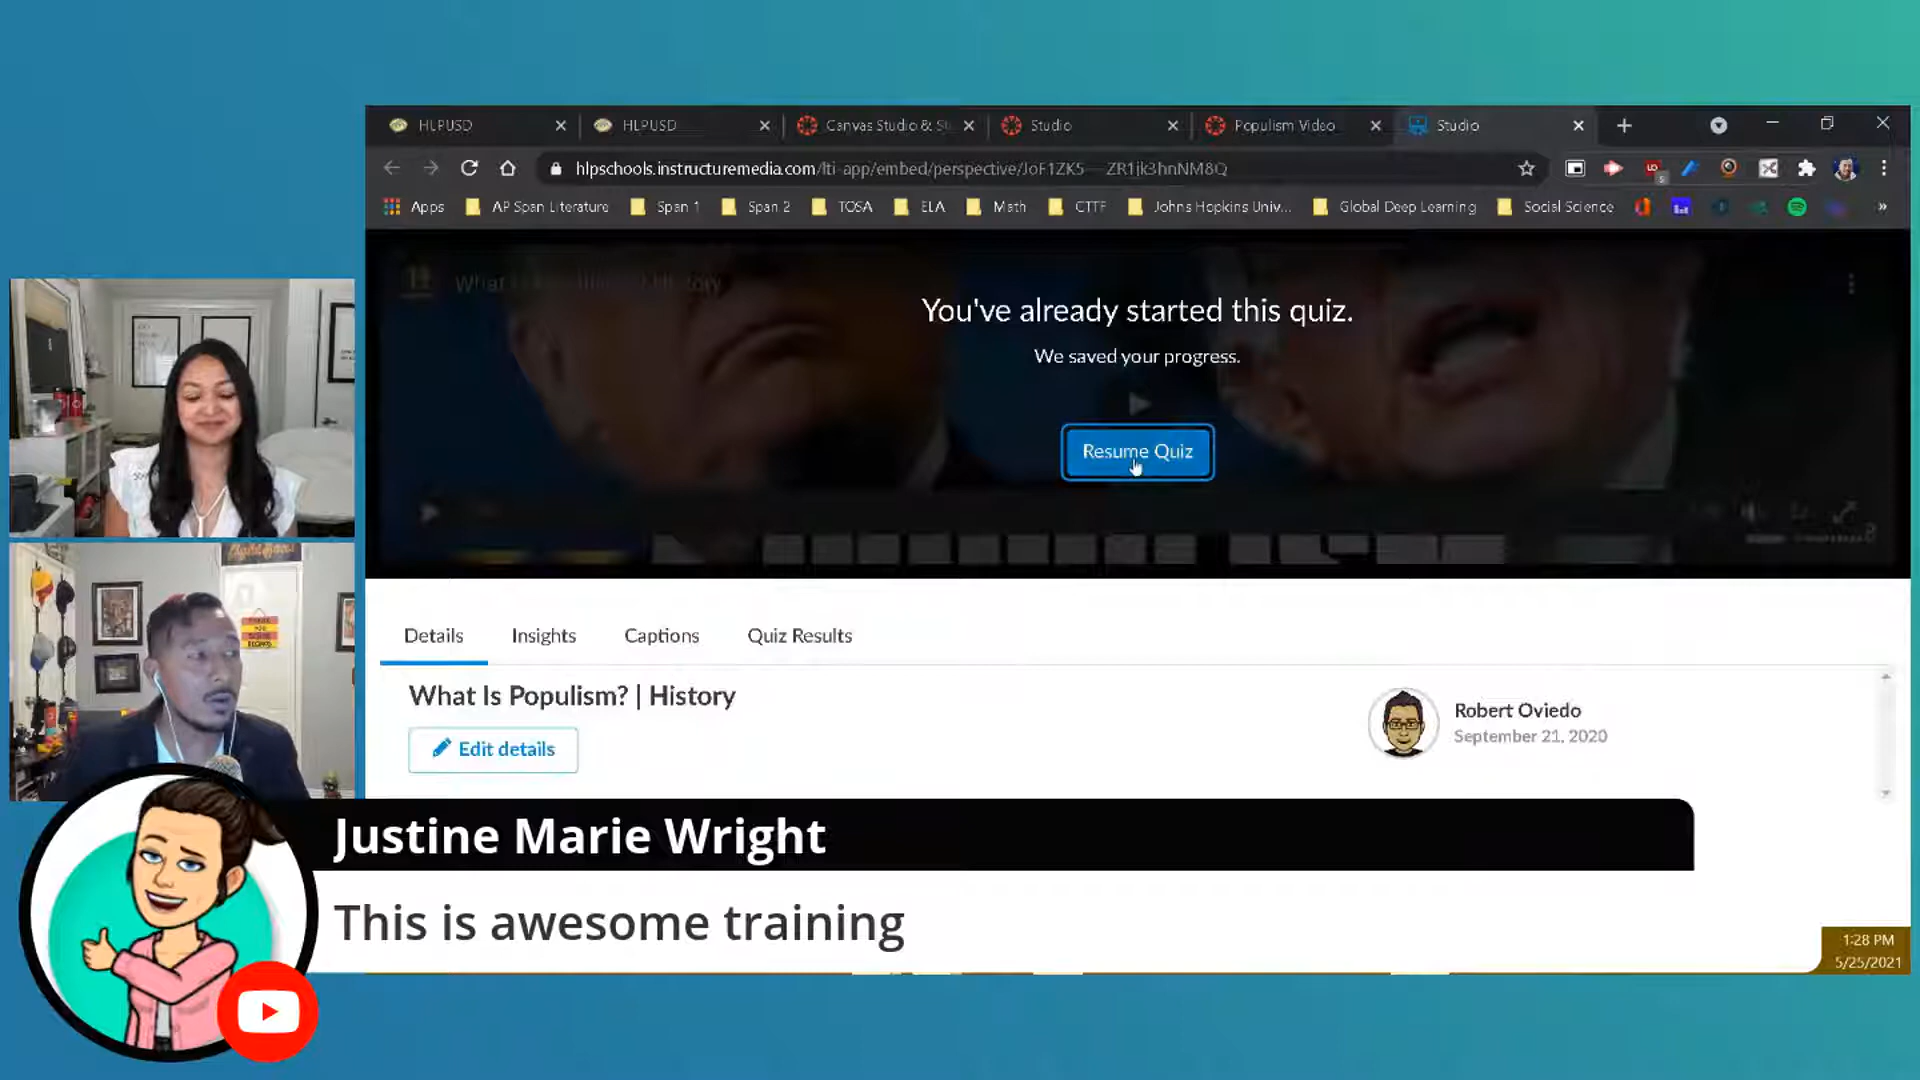 HLPUSD
HLPUSD
Canvas Studio & St
Studio
Populism Video
Studio
hlpschools.instructuremedia.com/lti-app/embed/perspective/JoF1ZK5
ZR1jk3hnNM8Q
Apps
AP Span Literature
Span 1
Span 2
TOSA
ELA
Math
CTTF
Johns Hopkins Univ...
Global Deep Learning
Social Science
»
You've already started this quiz.
We saved your progress.
Resume Quiz
Details
Insights
Captions
Quiz Results
What Is Populism? | History
Edit details
Robert Oviedo
September 21, 2020
Justine Marie Wright
This is awesome training
1:28 PM
5/25/2021